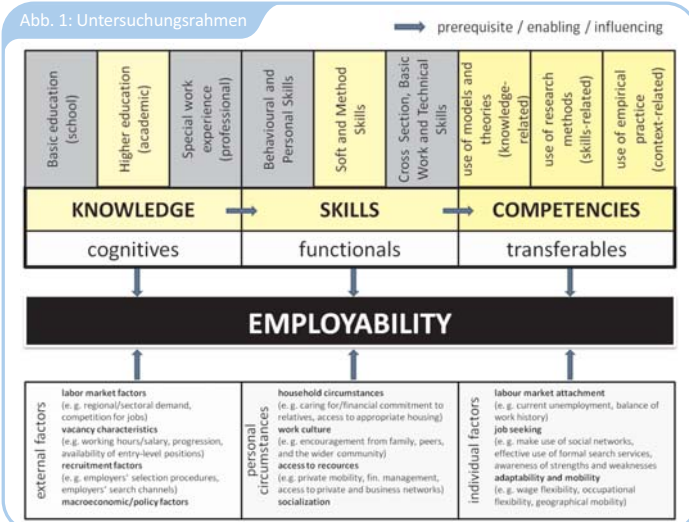 Abb. 1: Untersuchungsrahmen
prerequisite / enabling / influencing
Basic education
(school)
Higher education
(academic)
Special work
experience
(professional)
Behavioural and
Personal Skills
Soft and Method
Skills
Cross Section, Basic
Work and Technical
Skills
use of models and
theories
(knowledge-
related)
use of research
methods
(skills-related)
use of empirical
practice
(context-related)
KNOWLEDGE
SKILLS
COMPETENCIES
cognitives
functionals
transferables
EMPLOYABILITY
external factors
labor market factors
(e. g. regional/sectoral demand,
competition for jobs)
vacancy characteristics
(e. g. working hours/salary, progression,
availability of entry-level positions)
recruitment factors
(e. g. employers' selection procedures,
employers' search channels)
macroeconomic/policy factors
personal
circumstances
household circumstances
(e. g. caring for/financial commitment to
relatives, access to appropriate housing)
work culture
(e. g. encouragement from family, peers,
and the wider community)
access to recources
(e. g. private mobility, fin. management,
access to private and business networks)
socialization
individual factors
labour market attachment
(e. g. current unemployment, balance of
work history)
job seeking
(e. g. make use of social networks,
effective use of formal search services,
awareness of strengths and weaknesses
adaptability and mobility
(e. g. wage flexibility, occupational
flexibility, geographical mobility)